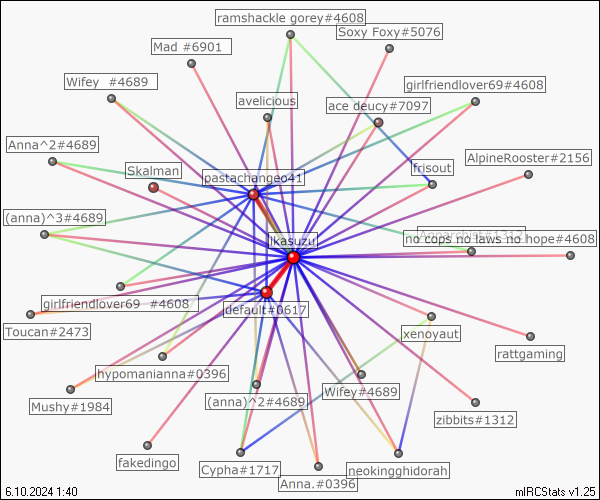 ramshackle gorey#4608
Soxy Foxy#5076
Mad #6901
Wifey #4689
girlfriendlover69#4608
avelicious
ace deucy#7097
Anna^2#4689
AlpineRooster#2156
Skalman
pastachange041
frisout
(anna)^3#4689
no cops no laws no hope#4608
jkasuzu
girlfriendlover69 #4608
default#0617
Toucan#2473
xenoyaut
rattgaming
hypomanianna#0396
Mushy#1984
(anna)^2#4689
Wifey#4689
zibbits#1312
fakedingo
Cypha#1717
neokingghidorah
Anna.#0396
6.10.2024 1:40
mIRCStats v1.25